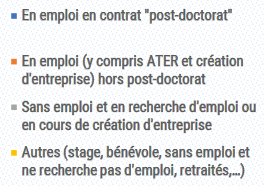 En emploi en contrat "post-doctorat"
En emploi (y compris ATER et création
d'entreprise) hors post-doctorat
Sans emploi et en recherche d'emploi ou
en cours de création d'entreprise
Autres (stage, bénévole, sans emploi et
ne recherche pas d'emploi, retraités,...)